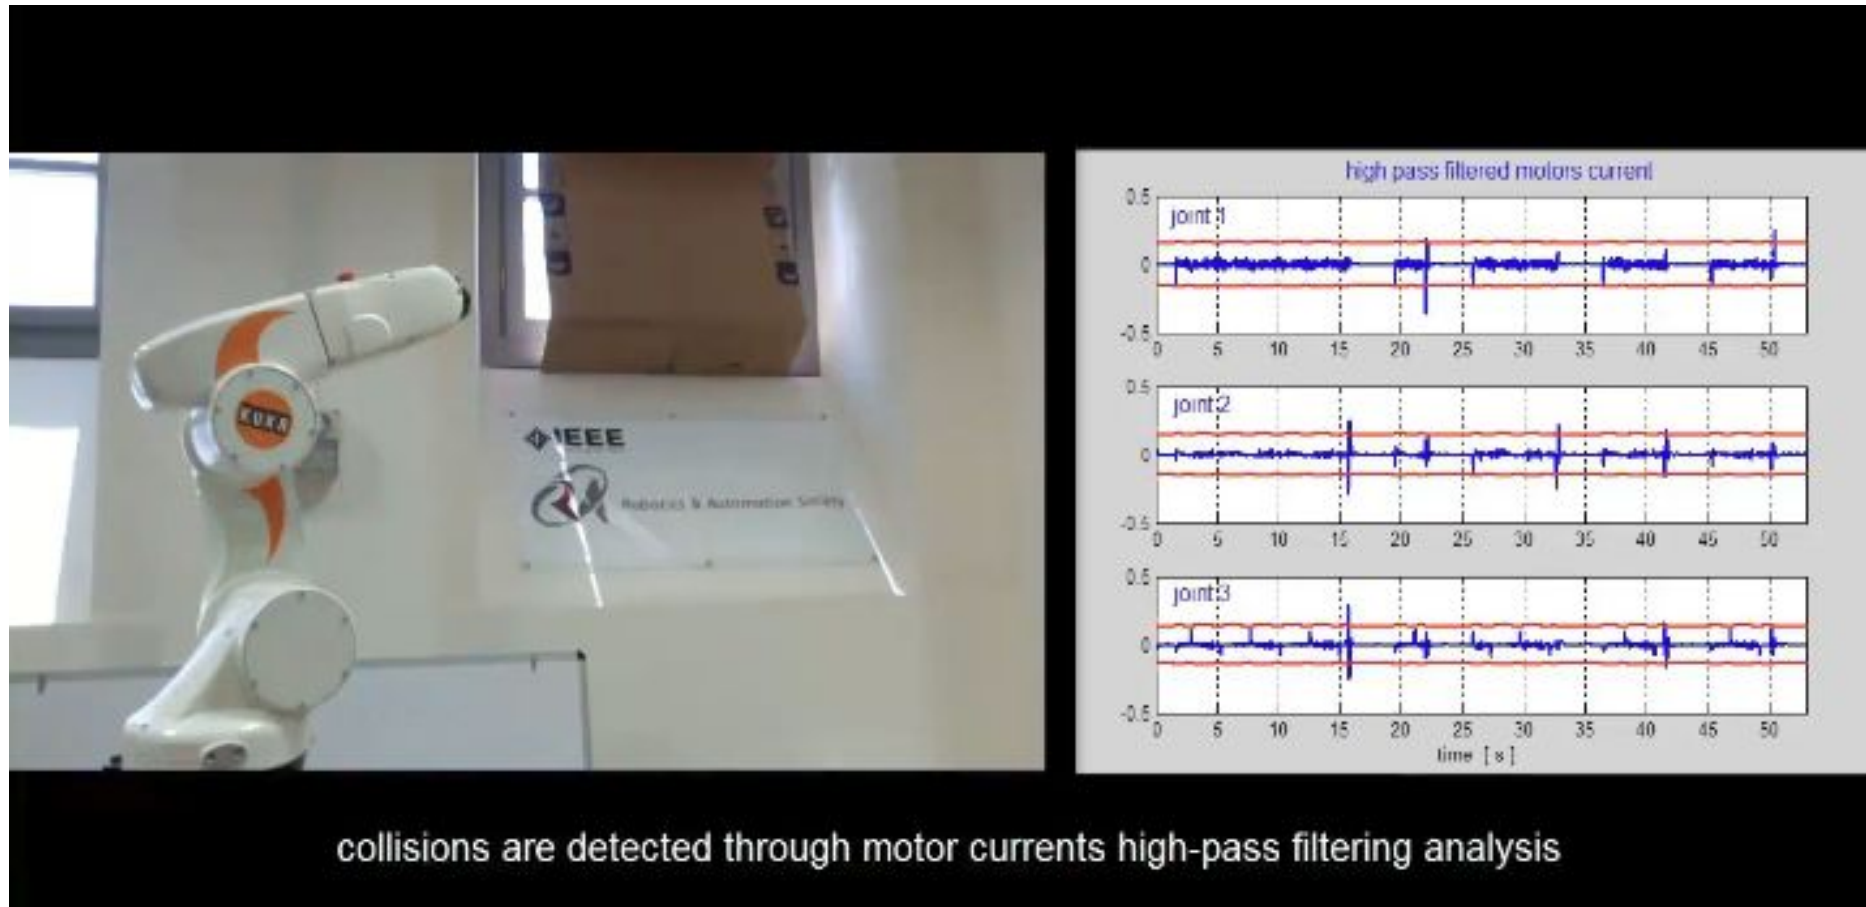 KUKA
IEEE
Robotics & Automation Society
high pass filtered motors current
0.5
joint 1
0
-0.5
0 5 10 15 20 25 30 35 40 45 50
0.5
joint 2
0
-0.5
0 5 10 15 20 25 30 35 40 45 50
0.5
joint 3
0
-0.5
0 5 10 15 20 25 30 35 40 45 50
time [ s ]
collisions are detected through motor currents high-pass filtering analysis